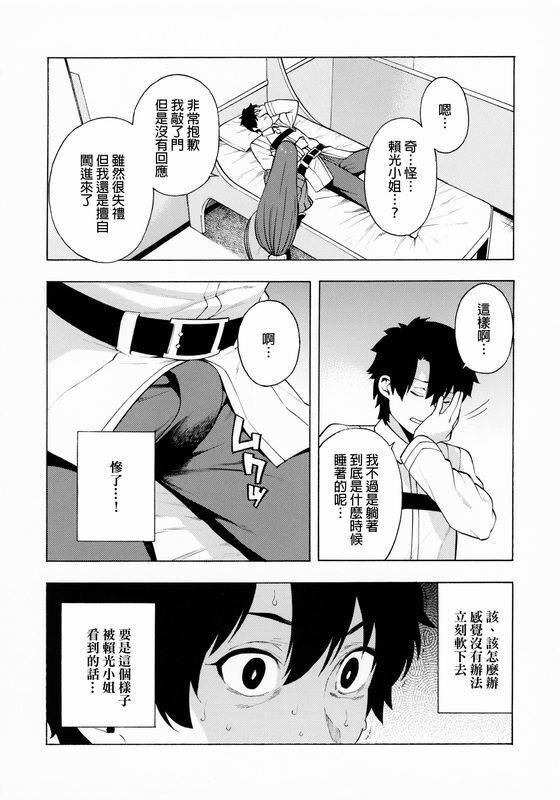 嗯…
奇…怪…
賴光小姐
…?
非常抱歉
我敲了門
但是沒有回應
雖然很失禮
但我還是擅自
闖進來了
這樣啊
…
我不過是躺著
到底是什麼時候
睡著的呢…
啊
…
ムクッ
慘了…!
該、該怎麼辦
感覺沒有辦法
立刻軟下去
要是這個樣子
被賴光小姐
看到的話…